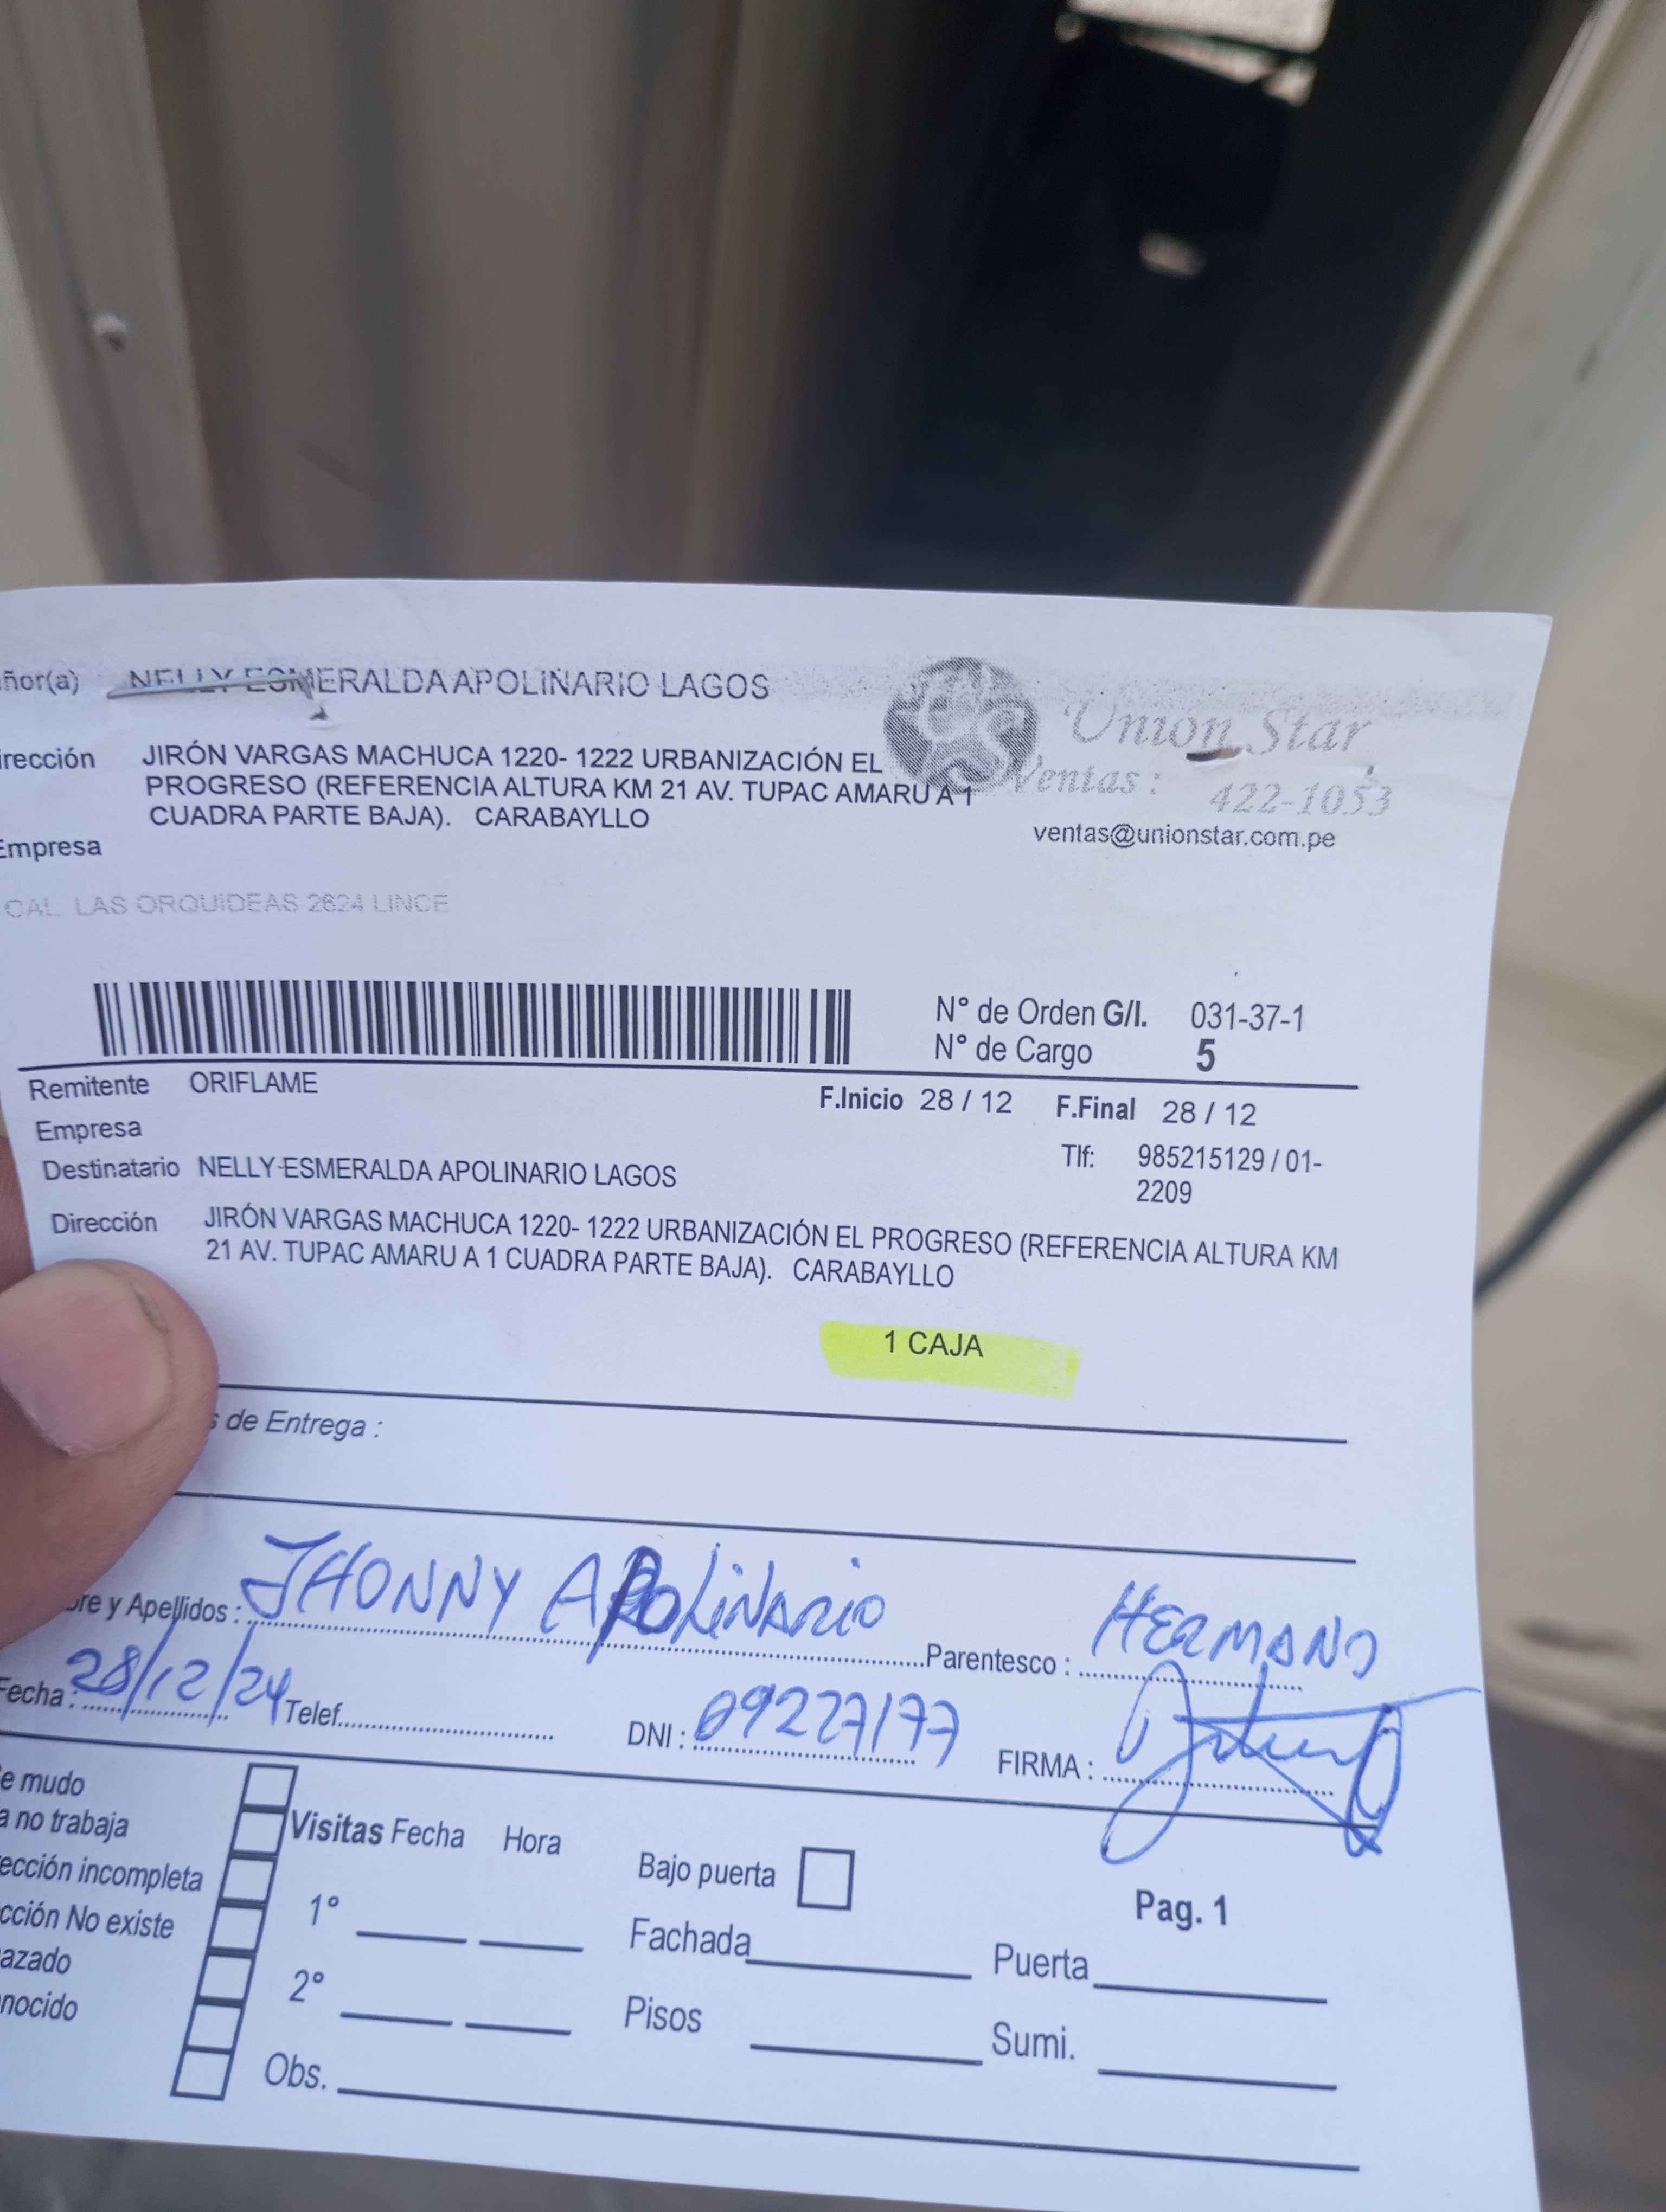 ñor(a) NELLY ESMERALDA APOLINARIO LAGOS
Union Star
irección JIRÓN VARGAS MACHUCA 1220- 1222 URBANIZACIÓN EL
PROGRESO (REFERENCIA ALTURA KM 21 AV. TUPAC AMARU A 1
CUADRA PARTE BAJA). CARABAYLLO
Ventas : 422-1053
ventas@unionstar.com.pe
Empresa
CAL. LAS ORQUIDEAS 2624 LINCE
N° de Orden G/I. 031-37-1
N° de Cargo 5
Remitente ORIFLAME
F.Inicio 28 / 12 F.Final 28 / 12
Empresa
Tlf: 985215129 / 01-
2209
Destinatario NELLY-ESMERALDA APOLINARIO LAGOS
Dirección JIRÓN VARGAS MACHUCA 1220- 1222 URBANIZACIÓN EL PROGRESO (REFERENCIA ALTURA KM
21 AV. TUPAC AMARU A 1 CUADRA PARTE BAJA). CARABAYLLO
1 CAJA
s de Entrega :
bre y Apellidos : JHONNY APOLINARIO Parentesco : HERMANO
Fecha : 28/12/24 Telef. DNI : 09227177 FIRMA :
e mudo
a no trabaja
ección incompleta
cción No existe
azado
nocido
Visitas Fecha Hora
1°
2°
Obs.
Bajo puerta
Pag. 1
Fachada Puerta
Pisos Sumi.